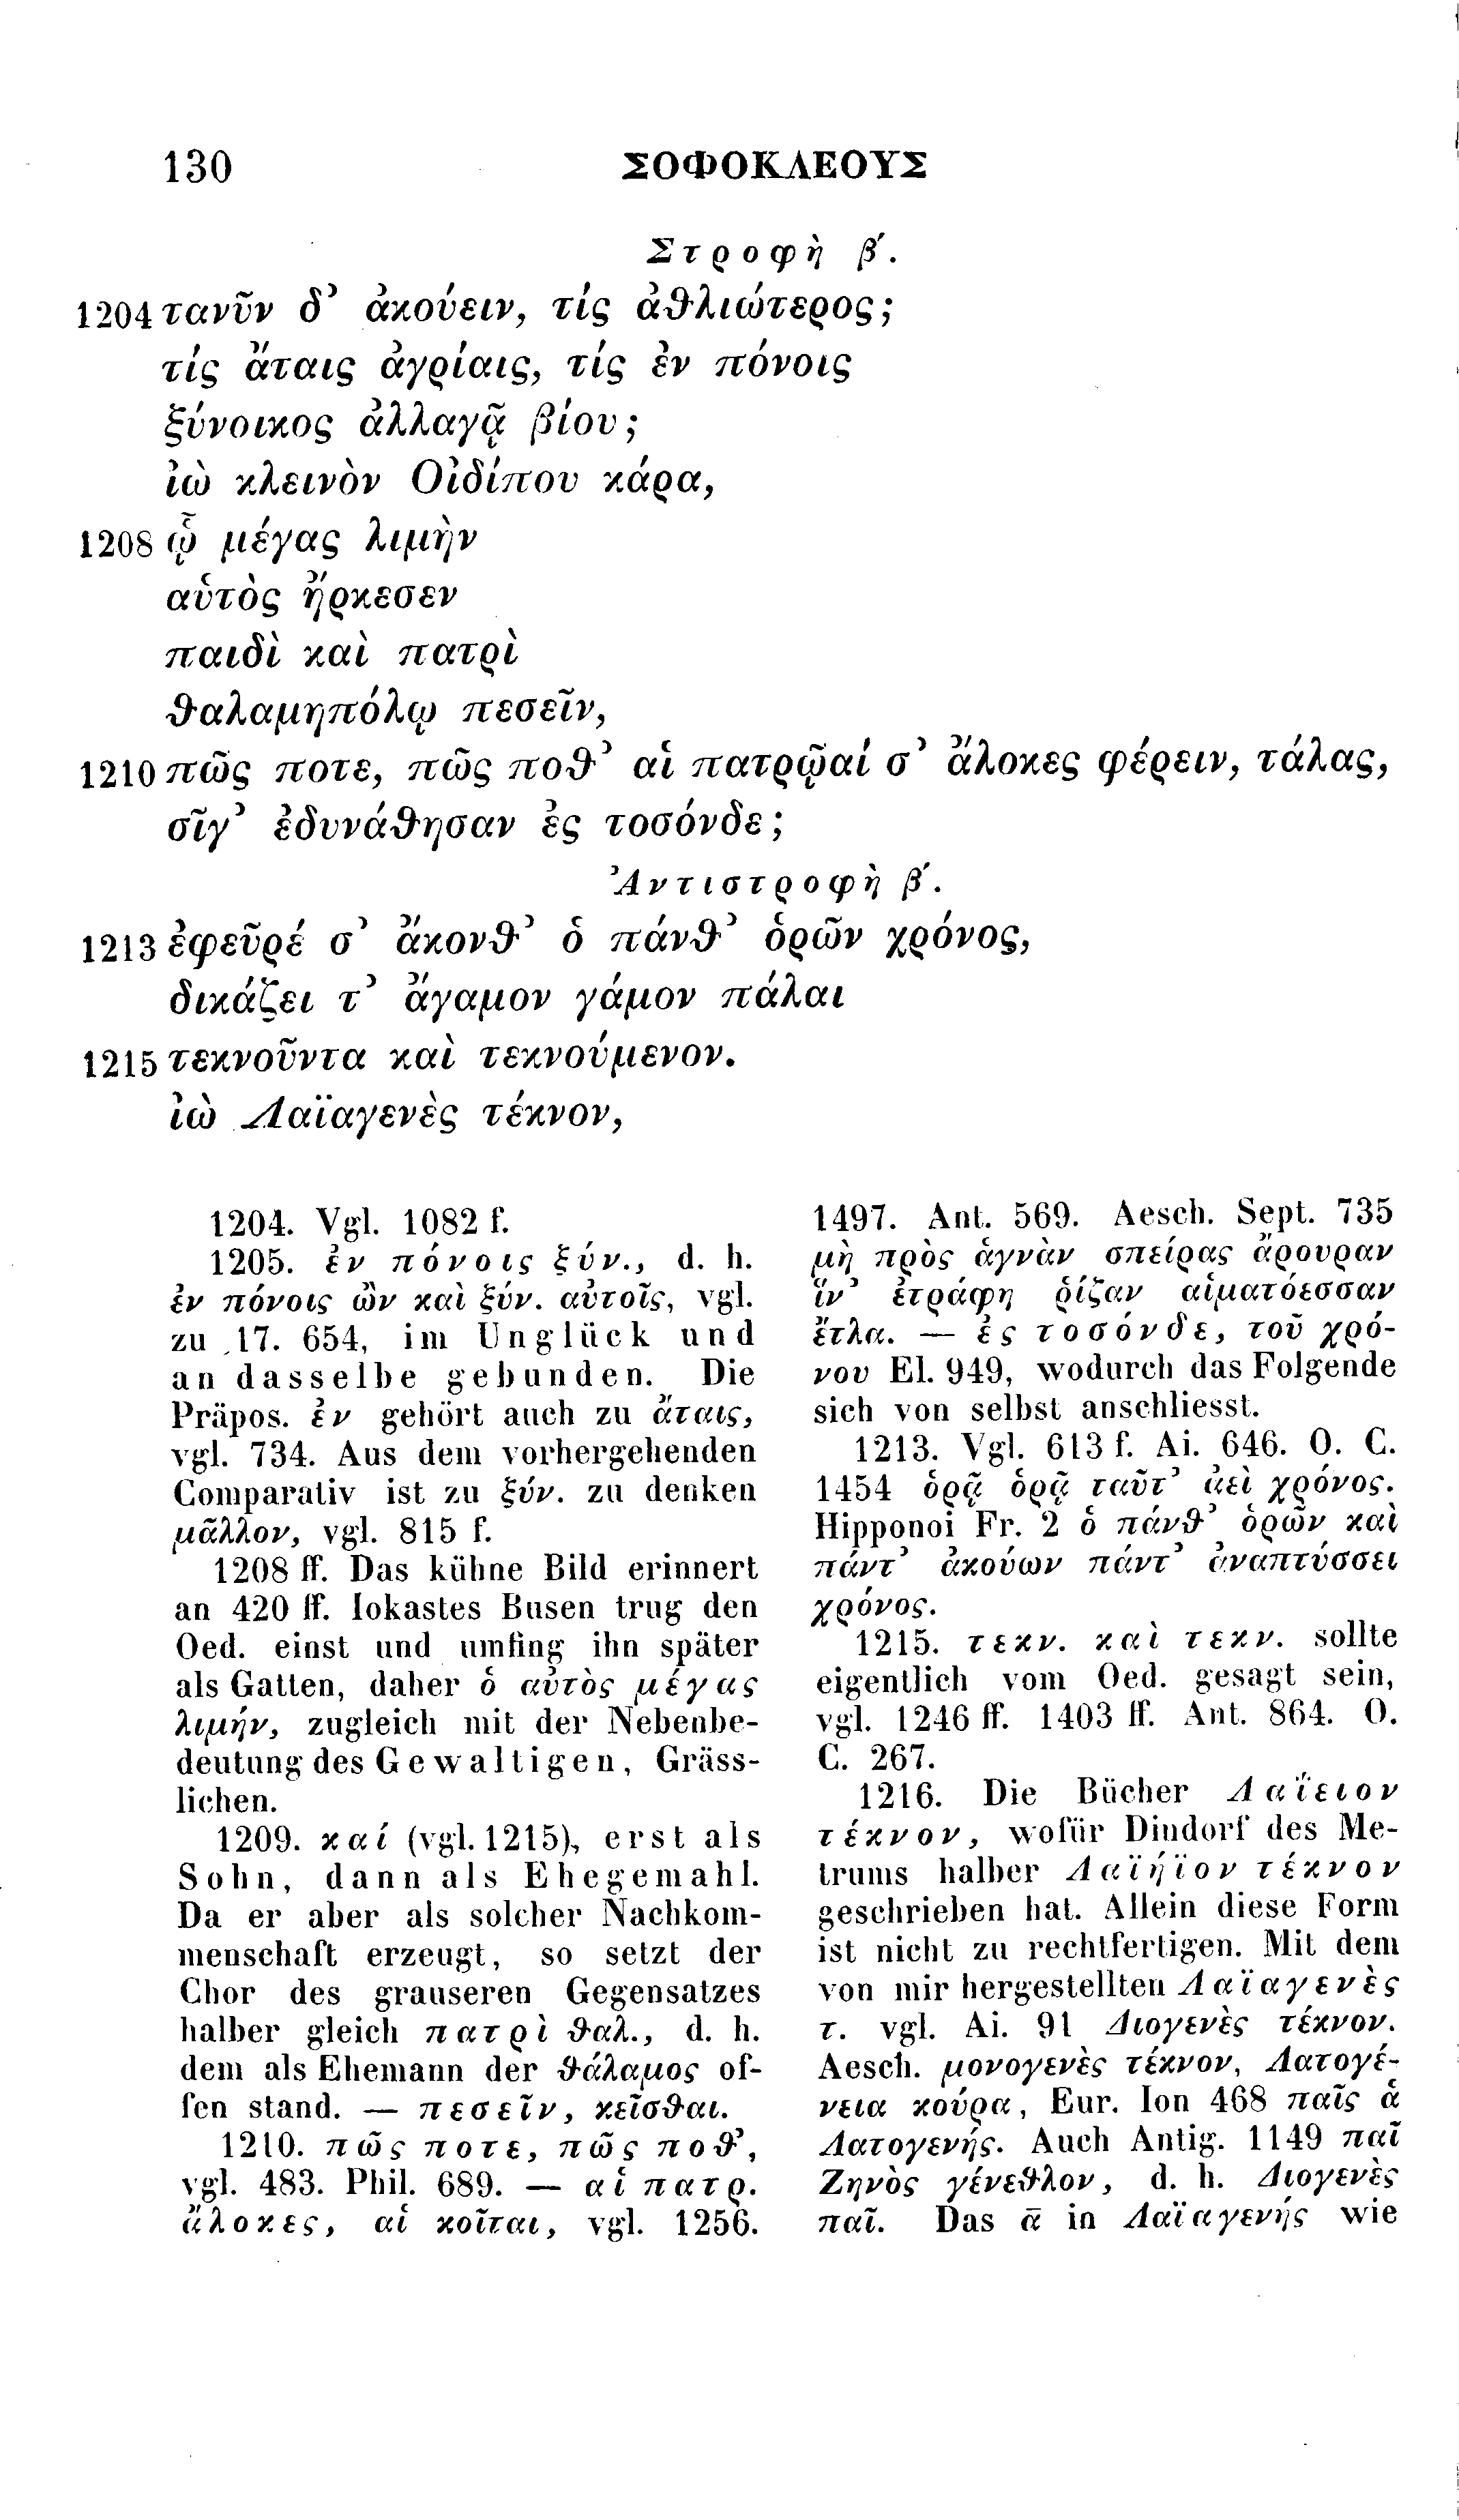 130 ΣΟΦΟΚΛΕΟΥΣ
Στροφὴ β΄.
1204 τανῦν δ᾽ ἀκούειν, τίς ἀθλιώτερος;
τίς ἄταις ἀγρίαις, τίς ἐν πόνοις
ξύνοικος ἀλλαγᾷ βίου;
ἰὼ κλεινὸν Οἰδίπου κάρα,
1208 ᾧ μέγας λιμὴν
αὑτὸς ἤρκεσεν
παιδὶ καὶ πατρὶ
θαλαμηπόλῳ πεσεῖν,
1210 πῶς ποτε, πῶς ποθ᾽ αἱ πατρῷαί σ᾽ ἄλοκες φέρειν, τάλας,
σῖγ᾽ ἐδυνάθησαν ἐς τοσόνδε;
Ἀντιστροφὴ β΄.
1213 ἐφεῦρέ σ᾽ ἄκονθ᾽ ὁ πάνθ᾽ ὁρῶν χρόνος,
δικάζει τ᾽ ἄγαμον γάμον πάλαι
1215 τεκνοῦντα καὶ τεκνούμενον.
ἰὼ Λαϊαγενὲς τέκνον,
1204. Vgl. 1082 f.
1205. ἐν πόνοις ξύν., d. h.
ἐν πόνοις ὢν καὶ ξύν. αὐτοῖς, vgl.
zu 17. 654, im Unglück und
an dasselbe gebunden. Die
Präpos. ἐν gehört auch zu ἄταις,
vgl. 734. Aus dem vorhergehenden
Comparativ ist zu ξύν. zu denken
μᾶλλον, vgl. 815 f.
1208 ff. Das kühne Bild erinnert
an 420 ff. Iokastes Busen trug den
Oed. einst und umfing ihn später
als Gatten, daher ὁ αὐτὸς μέγας
λιμήν, zugleich mit der Nebenbe-
deutung des Gewaltigen, Gräss-
lichen.
1209. καί (vgl. 1215), erst als
Sohn, dann als Ehegemahl.
Da er aber als solcher Nachkom-
menschaft erzeugt, so setzt der
Chor des grauseren Gegensatzes
halber gleich πατρὶ θαλ., d. h.
dem als Ehemann der θάλαμος of-
fen stand. — πεσεῖν, κεῖσθαι.
1210. πῶς ποτε, πῶς ποθ᾽,
vgl. 483. Phil. 689. — αἱ πατρ.
ἄλοκες, αἱ κοῖται, vgl. 1256.
1497. Ant. 569. Aesch. Sept. 735
μὴ πρὸς ἁγνὰν σπείρας ἄρουραν
ἵν᾽ ἐτράφη ῥίζαν αἱματόεσσαν
ἔτλα. — ἐς τοσόνδε, τοῦ χρό-
νου El. 949, wodurch das Folgende
sich von selbst anschliesst.
1213. Vgl. 613 f. Ai. 646. O. C.
1454 ὁρᾷ ὁρᾷ ταῦτ᾽ ἀεὶ χρόνος.
Hipponoi Fr. 2 ὁ πάνθ᾽ ὁρῶν καὶ
πάντ᾽ ἀκούων πάντ᾽ ἀναπτύσσει
χρόνος.
1215. τεκν. καὶ τεκν. sollte
eigentlich vom Oed. gesagt sein,
vgl. 1246 ff. 1403 ff. Ant. 864. O.
C. 267.
1216. Die Bücher Λαΐειον
τέκνον, wofür Dindorf des Me-
trums halber Λαϊήϊον τέκνον
geschrieben hat. Allein diese Form
ist nicht zu rechtfertigen. Mit dem
von mir hergestellten Λαϊαγενὲς
τ. vgl. Ai. 91 Διογενὲς τέκνον.
Aesch. μονογενὲς τέκνον, Λατογέ-
νεια κούρα, Eur. Ion 468 παῖς ἁ
Λατογενής. Auch Antig. 1149 παῖ
Ζηνὸς γένεθλον, d. h. Διογενὲς
παῖ. Das ᾱ in Λαϊαγενής wie